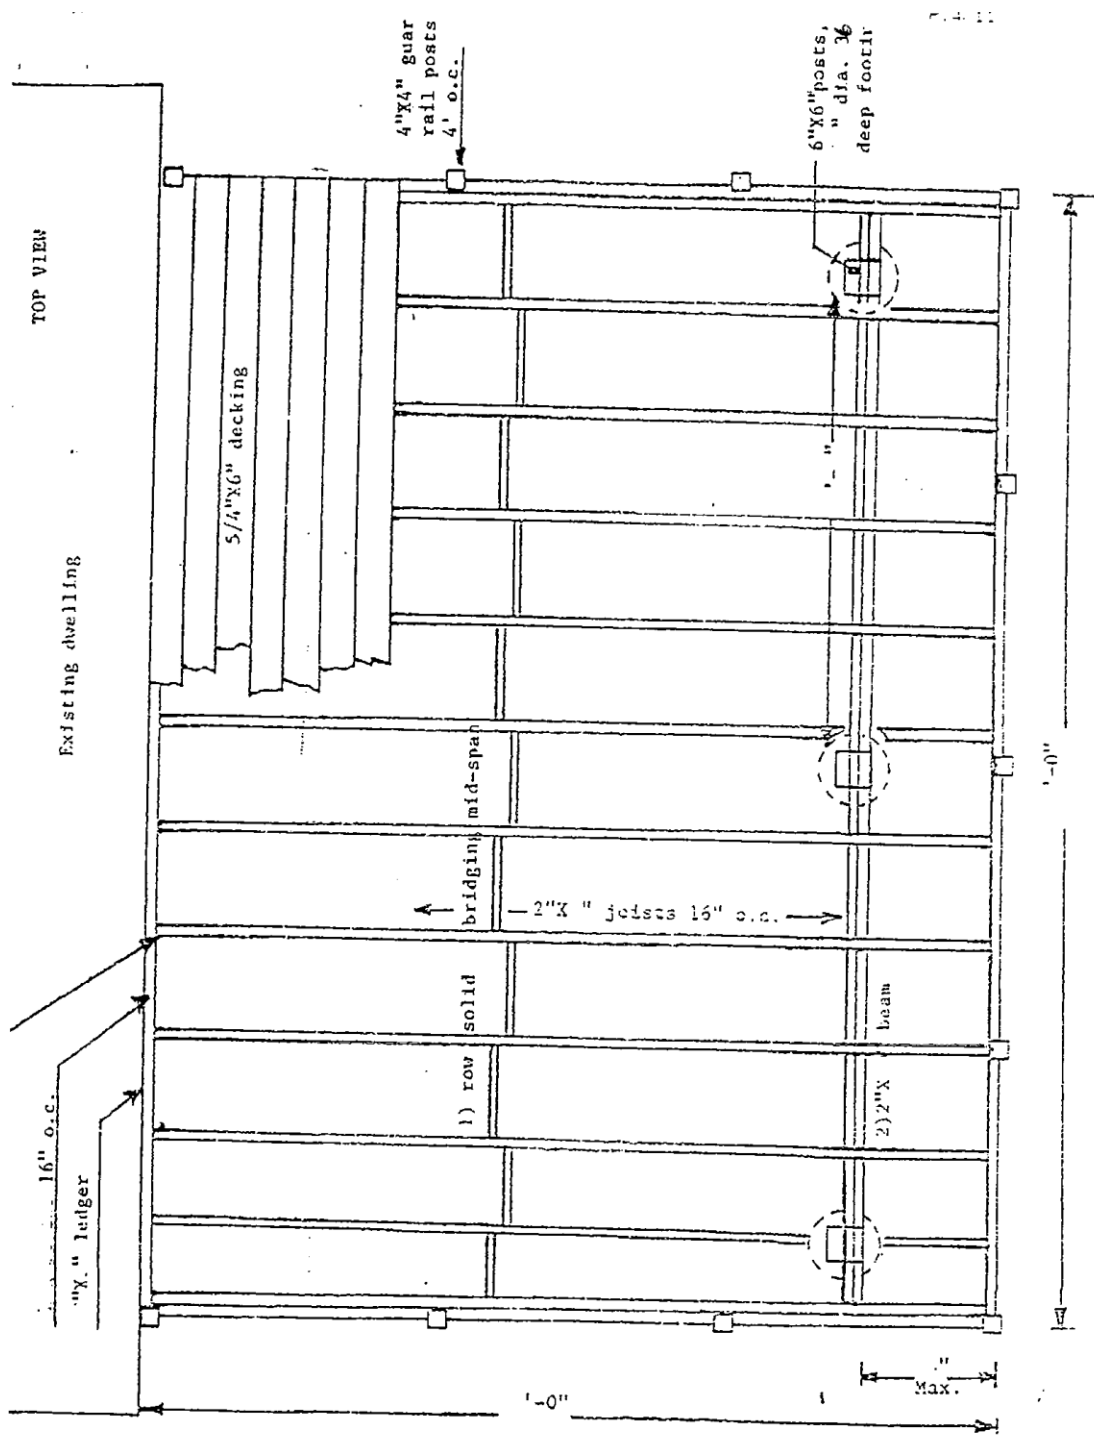 TOP VIEW
Existing dwelling
5/4"X6" decking
4"X4" guar
rail posts
4' o.c.
6"X6"posts,
" dia. 36
deep footin
'- "
1) row solid bridging mid-span
2"X " joists 16" o.c.
2)2"X " beam
16" o.c.
"X " ledger
'-0"
'-0"
"
Max.